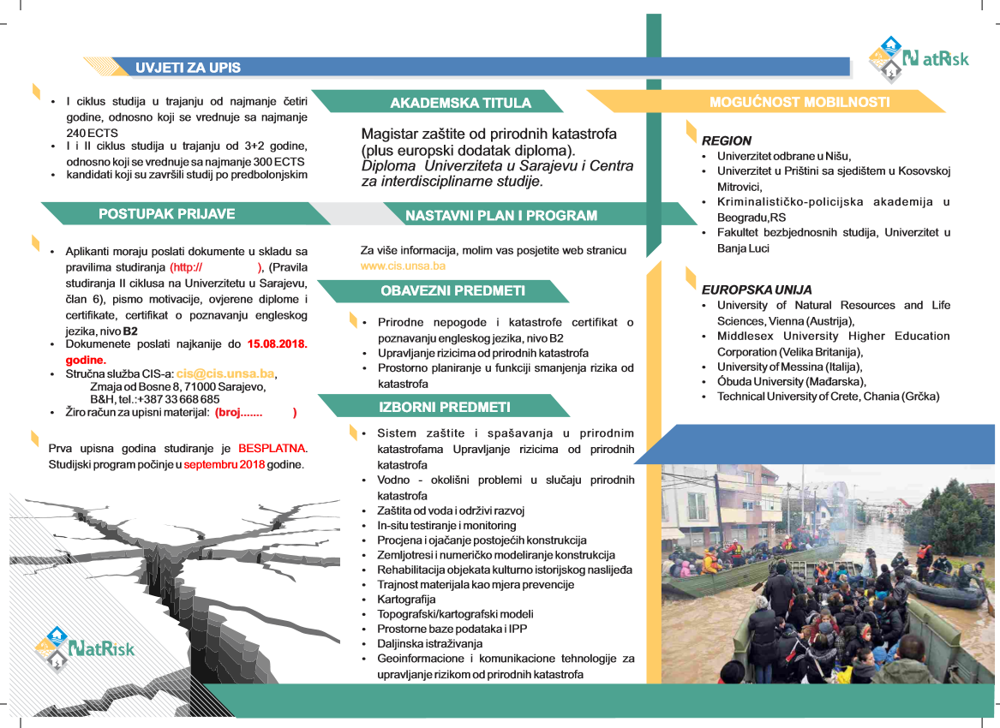 UVJETI ZA UPIS
NatRisk
• I ciklus studija u trajanju od najmanje četiri
godine, odnosno koji se vrednuje sa najmanje
240 ECTS
• I i II ciklus studija u trajanju od 3+2 godine,
odnosno koji se vrednuje sa najmanje 300 ECTS
• kandidati koji su završili studij po predbolonjskim
POSTUPAK PRIJAVE
• Aplikanti moraju poslati dokumente u skladu sa
pravilima studiranja (http:// ), (Pravila
studiranja II ciklusa na Univerzitetu u Sarajevu,
član 6), pismo motivacije, ovjerene diplome i
certifikate, certifikat o poznavanju engleskog
jezika, nivo B2
• Dokumenete poslati najkanije do 15.08.2018.
godine.
• Stručna služba CIS-a: cis@cis.unsa.ba,
Zmaja od Bosne 8, 71000 Sarajevo,
B&H, tel.:+387 33 668 685
• Žiro račun za upisni materijal: (broj....... )
Prva upisna godina studiranje je BESPLATNA.
Studijski program počinje u septembru 2018 godine.
NatRisk
AKADEMSKA TITULA
Magistar zaštite od prirodnih katastrofa
(plus europski dodatak diploma).
Diploma Univerziteta u Sarajevu i Centra
za interdisciplinarne studije.
NASTAVNI PLAN I PROGRAM
Za više informacija, molim vas posjetite web stranicu
www.cis.unsa.ba
OBAVEZNI PREDMETI
• Prirodne nepogode i katastrofe certifikat o
poznavanju engleskog jezika, nivo B2
• Upravljanje rizicima od prirodnih katastrofa
• Prostorno planiranje u funkciji smanjenja rizika od
katastrofa
IZBORNI PREDMETI
• Sistem zaštite i spašavanja u prirodnim
katastrofama Upravljanje rizicima od prirodnih
katastrofa
• Vodno - okolišni problemi u slučaju prirodnih
katastrofa
• Zaštita od voda i održivi razvoj
• In-situ testiranje i monitoring
• Procjena i ojačanje postojećih konstrukcija
• Zemljotresi i numeričko modeliranje konstrukcija
• Rehabilitacija objekata kulturno istorijskog naslijeđa
• Trajnost materijala kao mjera prevencije
• Kartografija
• Topografski/kartografski modeli
• Prostorne baze podataka i IPP
• Daljinska istraživanja
• Geoinformacione i komunikacione tehnologije za
upravljanje rizikom od prirodnih katastrofa
MOGUĆNOST MOBILNOSTI
REGION
• Univerzitet odbrane u Nišu,
• Univerzitet u Prištini sa sjedištem u Kosovskoj
Mitrovici,
• Kriminalističko-policijska akademija u
Beogradu,RS
• Fakultet bezbjednosnih studija, Univerzitet u
Banja Luci
EUROPSKA UNIJA
• University of Natural Resources and Life
Sciences, Vienna (Austrija),
• Middlesex University Higher Education
Corporation (Velika Britanija),
• University of Messina (Italija),
• Óbuda University (Mađarska),
• Technical University of Crete, Chania (Grčka)